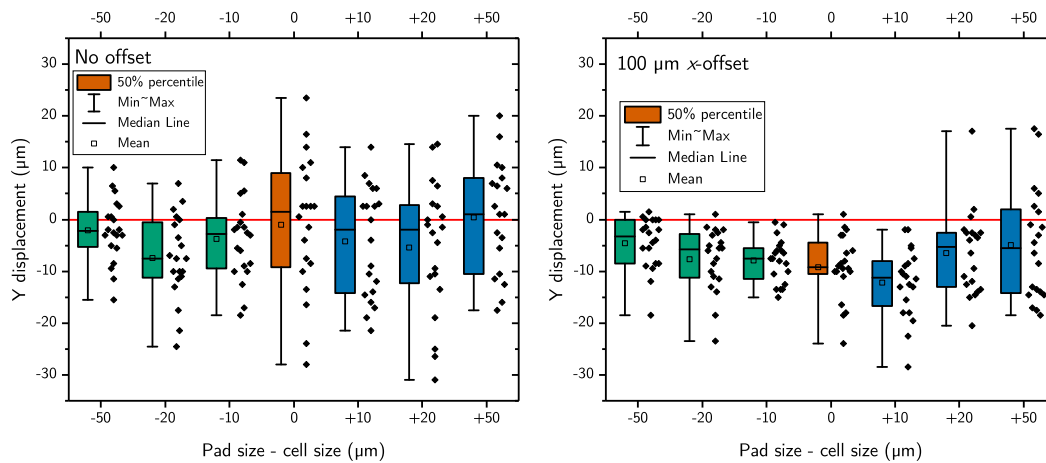 -50 -20 -10 0 +10 +20 +50
No offset
50% percentile
Min~Max
Median Line
Mean
30
20
10
0
-10
-20
-30
Y displacement (µm)
-50 -20 -10 0 +10 +20 +50
Pad size - cell size (µm)
-50 -20 -10 0 +10 +20 +50
100 µm x-offset
50% percentile
Min~Max
Median Line
Mean
30
20
10
0
-10
-20
-30
Y displacement (µm)
-50 -20 -10 0 +10 +20 +50
Pad size - cell size (µm)